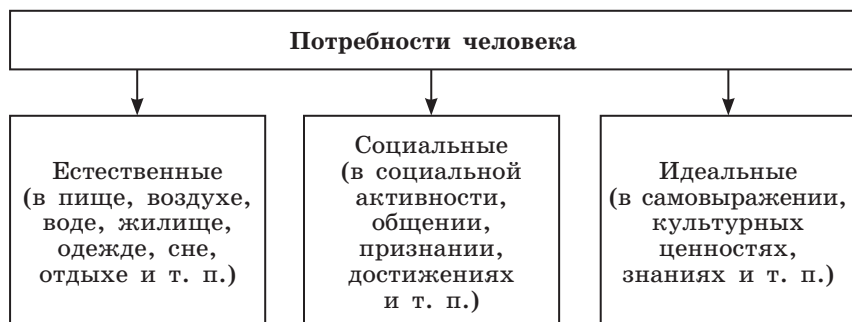 Потребности человека
Естественные
(в пище, воздухе,
воде, жилище,
одежде, сне,
отдыхе и т. п.)
Социальные
(в социальной
активности,
общении,
признании,
достижениях
и т. п.)
Идеальные
(в самовыражении,
культурных
ценностях,
знаниях и т. п.)